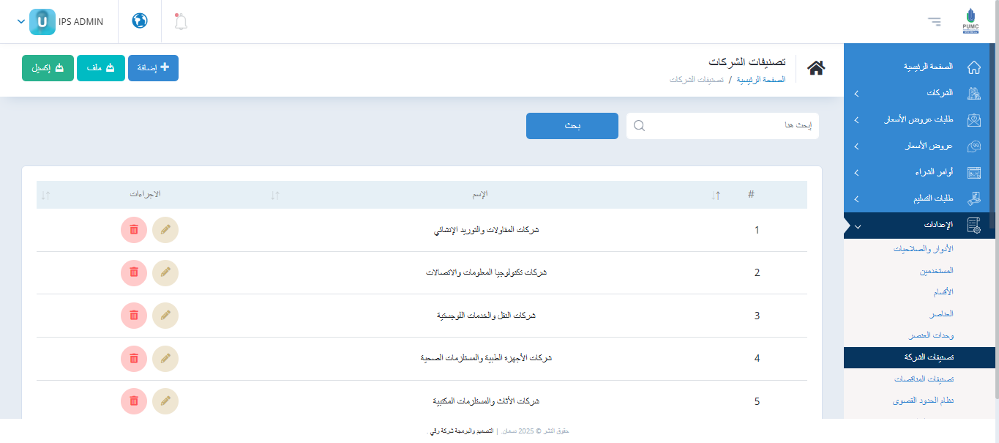 PUMC
IPS ADMIN
تصنيفات الشركات
الصفحة الرئيسية / تصنيفات الشركات
إضافة
ملف
إكسيل
إبحث هنا
بحث
# الإسم الاجراءات
1 شركات المقاولات والتوريد الإنشائي
2 شركات تكنولوجيا المعلومات والاتصالات
3 شركات النقل والخدمات اللوجستية
4 شركات الأجهزة الطبية والمستلزمات الصحية
5 شركات الأثاث والمستلزمات المكتبية
الصفحة الرئيسية
الشركات
طلبات عروض الأسعار
عروض الأسعار
أوامر الشراء
طلبات التسليم
الإعدادات
الأدوار والصلاحيات
المستخدمين
الأقسام
العناصر
وحدات العنصر
تصنيفات الشركة
تصنيفات المناقصات
نظام الحدود القصوى
حقوق النشر © 2025 نسمان. | التصميم والبرمجة شركة رقي .